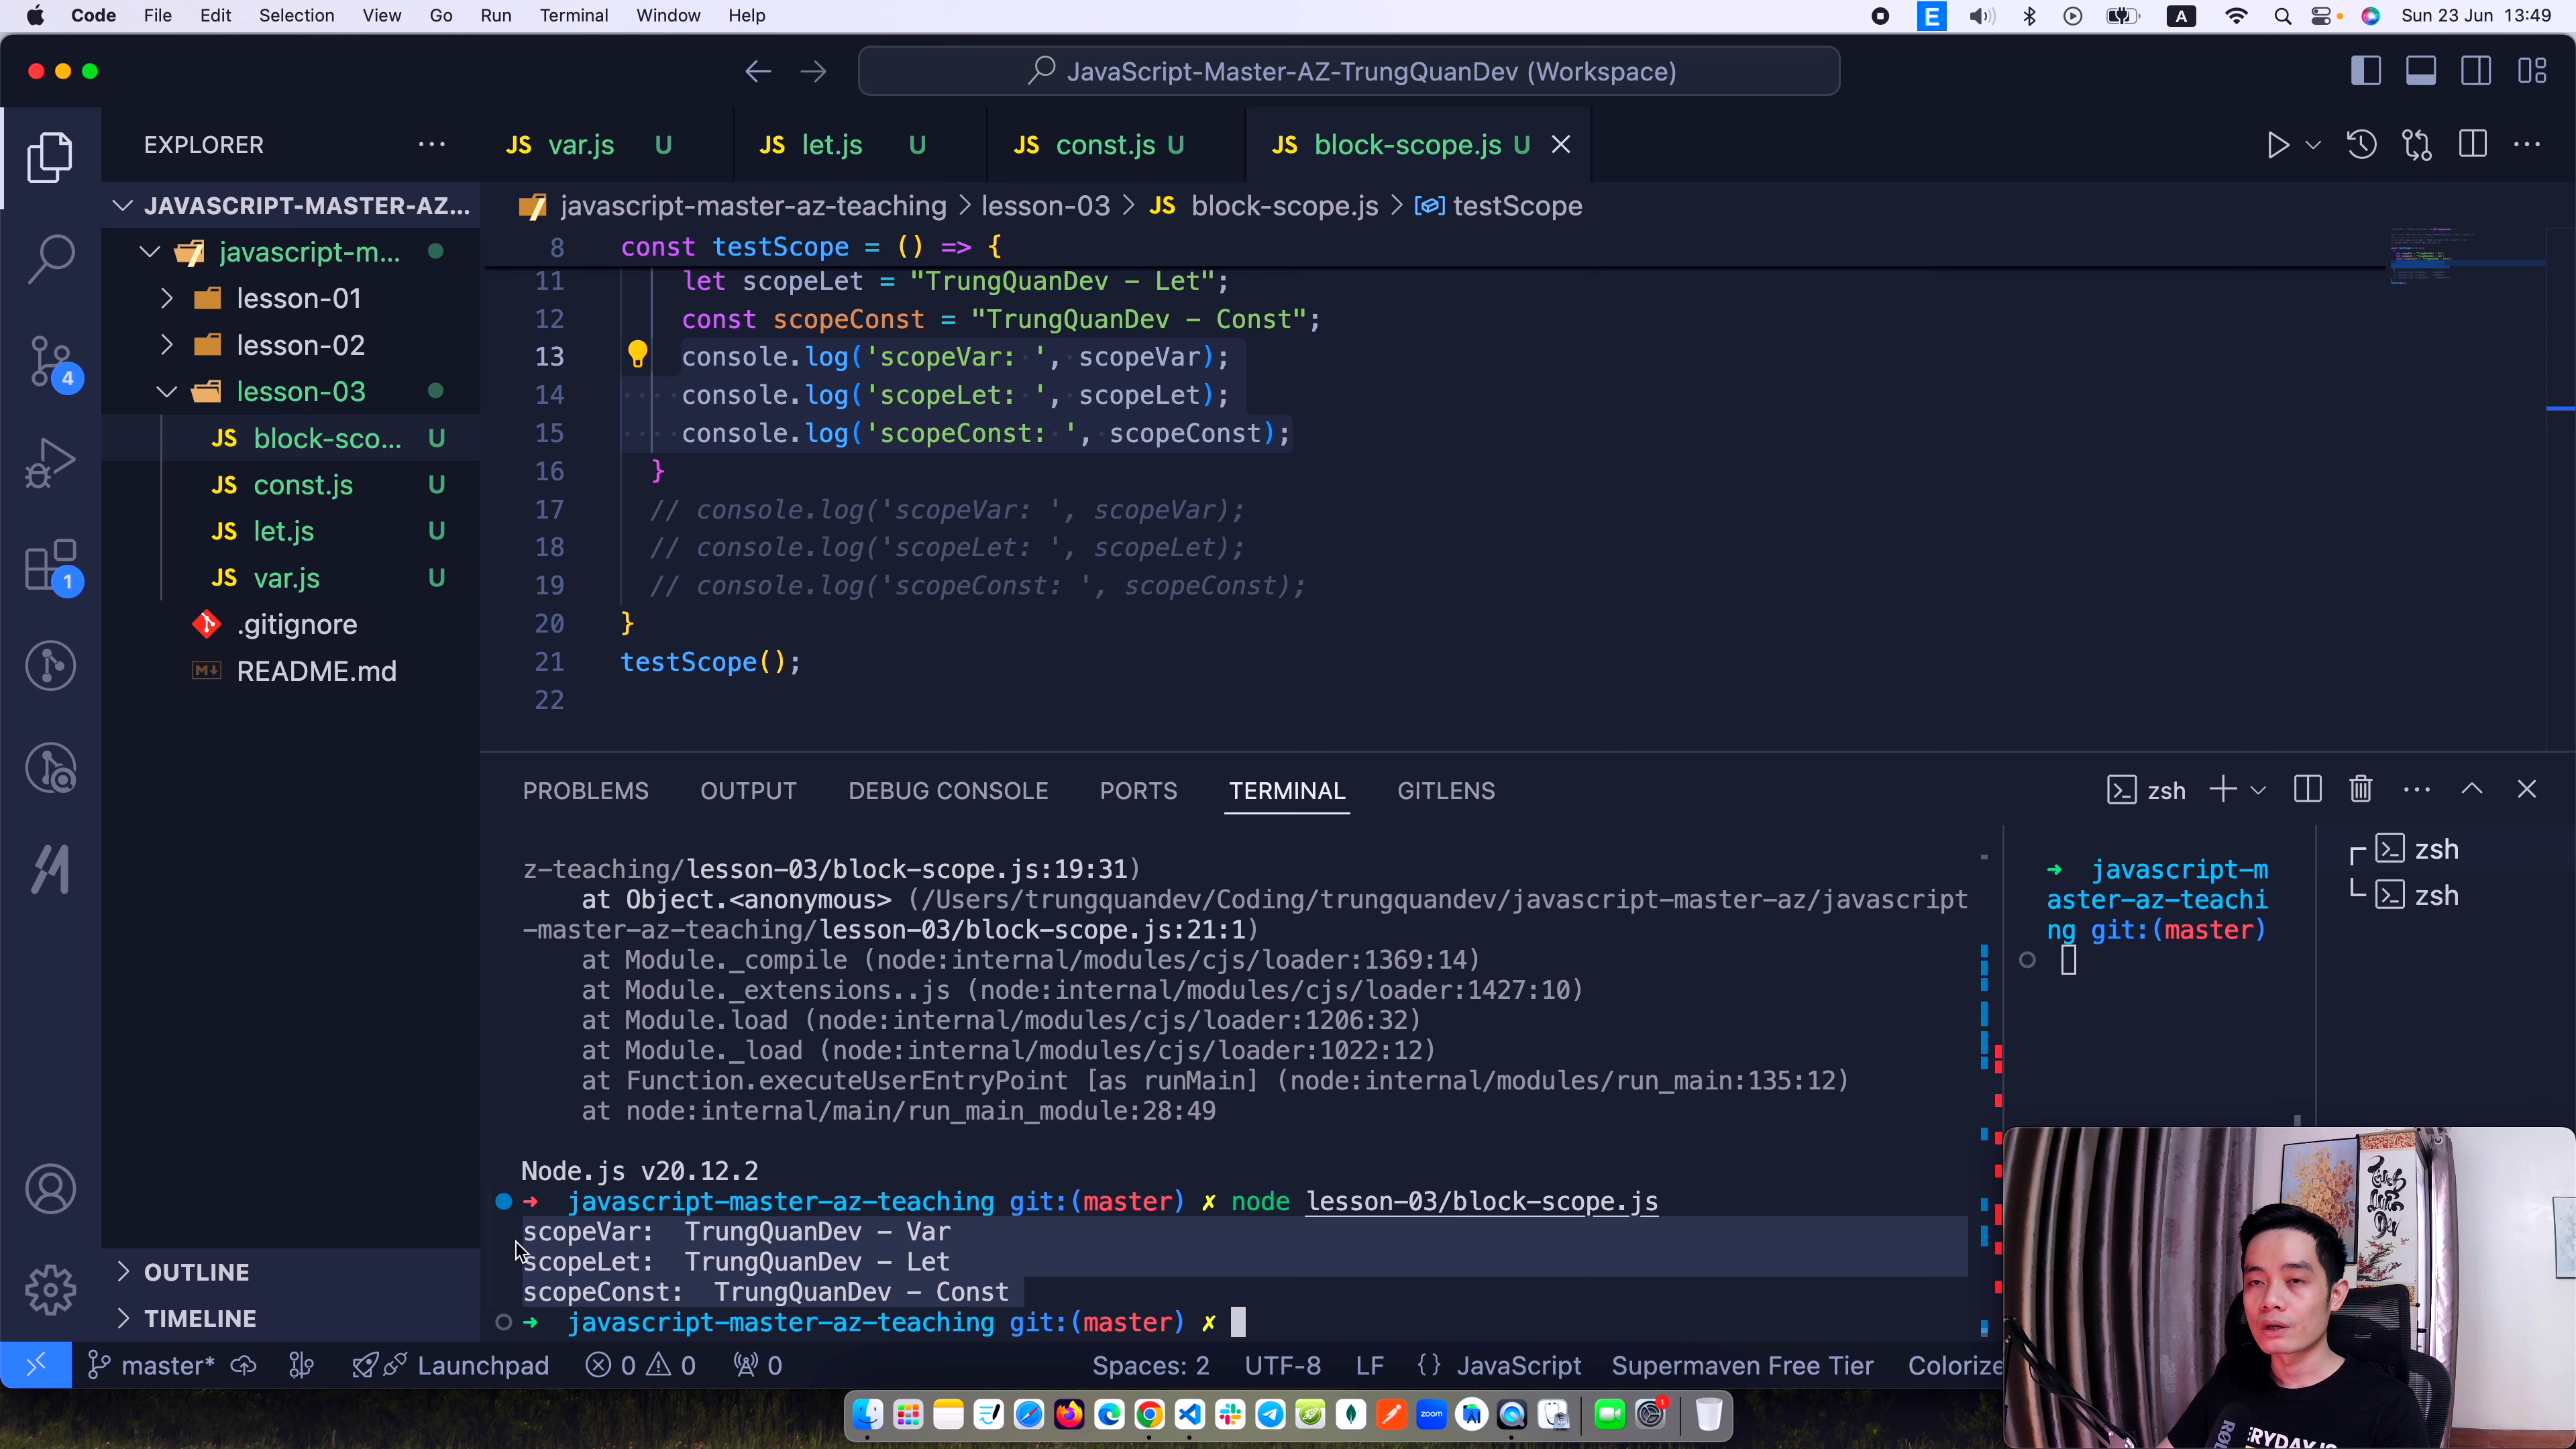 Code File Edit Selection View Go Run Terminal Window Help
E A Sun 23 Jun 13:49
JavaScript-Master-AZ-TrungQuanDev (Workspace)
EXPLORER
JS var.js U
JS let.js U
JS const.js U
JS block-scope.js U
JAVASCRIPT-MASTER-AZ...
javascript-m...
lesson-01
lesson-02
lesson-03
JS block-sco... U
JS const.js U
JS let.js U
JS var.js U
.gitignore
README.md
4
1
OUTLINE
TIMELINE
javascript-master-az-teaching > lesson-03 > JS block-scope.js > testScope
8 const testScope = () => {
11 let scopeLet = "TrungQuanDev - Let";
12 const scopeConst = "TrungQuanDev - Const";
13 console.log('scopeVar: ', scopeVar);
14 console.log('scopeLet: ', scopeLet);
15 console.log('scopeConst: ', scopeConst);
16 }
17 // console.log('scopeVar: ', scopeVar);
18 // console.log('scopeLet: ', scopeLet);
19 // console.log('scopeConst: ', scopeConst);
20 }
21 testScope();
22
PROBLEMS OUTPUT DEBUG CONSOLE PORTS TERMINAL GITLENS
zsh
z-teaching/lesson-03/block-scope.js:19:31)
at Object.<anonymous> (/Users/trungquandev/Coding/trungquandev/javascript-master-az/javascript
-master-az-teaching/lesson-03/block-scope.js:21:1)
at Module._compile (node:internal/modules/cjs/loader:1369:14)
at Module._extensions..js (node:internal/modules/cjs/loader:1427:10)
at Module.load (node:internal/modules/cjs/loader:1206:32)
at Module._load (node:internal/modules/cjs/loader:1022:12)
at Function.executeUserEntryPoint [as runMain] (node:internal/modules/run_main:135:12)
at node:internal/main/run_main_module:28:49
Node.js v20.12.2
➜ javascript-master-az-teaching git:(master) ✗ node lesson-03/block-scope.js
scopeVar:  TrungQuanDev - Var
scopeLet:  TrungQuanDev - Let
scopeConst:  TrungQuanDev - Const
➜ javascript-master-az-teaching git:(master) ✗
➜ javascript-m
aster-az-teachi
ng git:(master)
zsh
zsh
master* Launchpad 0 0 0 Spaces: 2 UTF-8 LF {} JavaScript Supermaven Free Tier Colorize
zoom
1